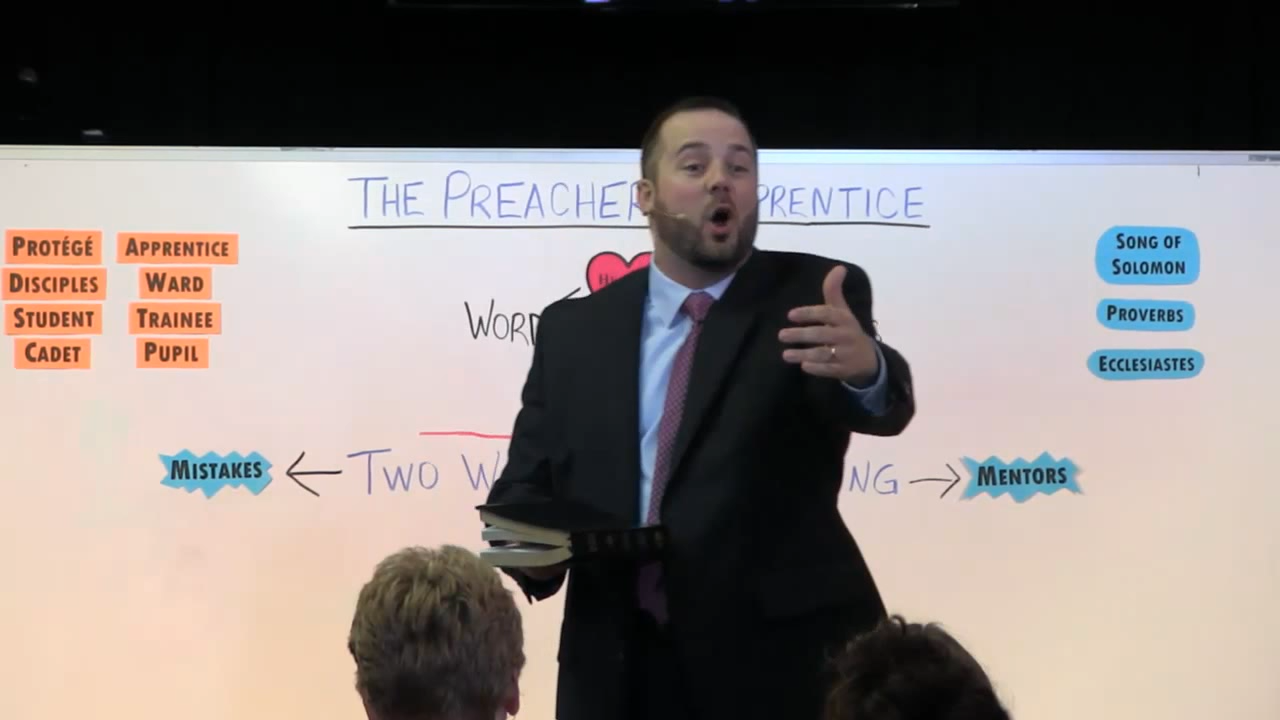 THE PREACHER PRENTICE
PROTÉGÉ APPRENTICE
DISCIPLES WARD
STUDENT TRAINEE
CADET PUPIL
WORD
SONG OF
SOLOMON
PROVERBS
ECCLESIASTES
MISTAKES
TWO W
NG
MENTORS